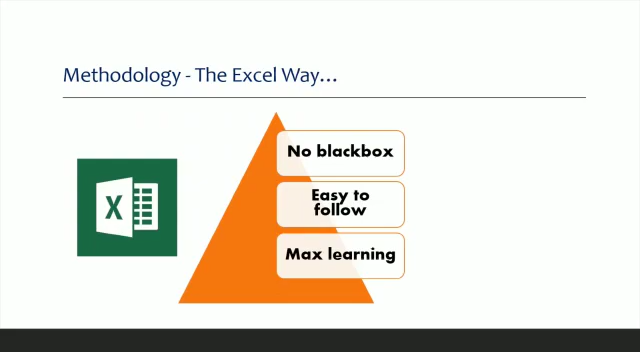 Methodology - The Excel Way...
X
No blackbox
Easy to
follow
Max learning